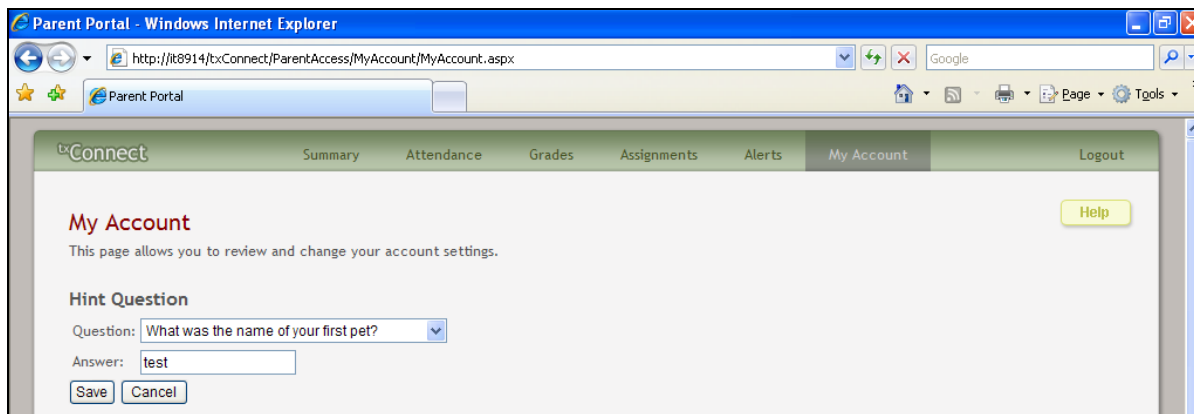 Parent Portal - Windows Internet Explorer
http://it8914/txConnect/ParentAccess/MyAccount/MyAccount.aspx Google
Parent Portal Page Tools
txConnect Summary Attendance Grades Assignments Alerts My Account Logout
Help
My Account
This page allows you to review and change your account settings.
Hint Question
Question: What was the name of your first pet?
Answer: test
Save Cancel